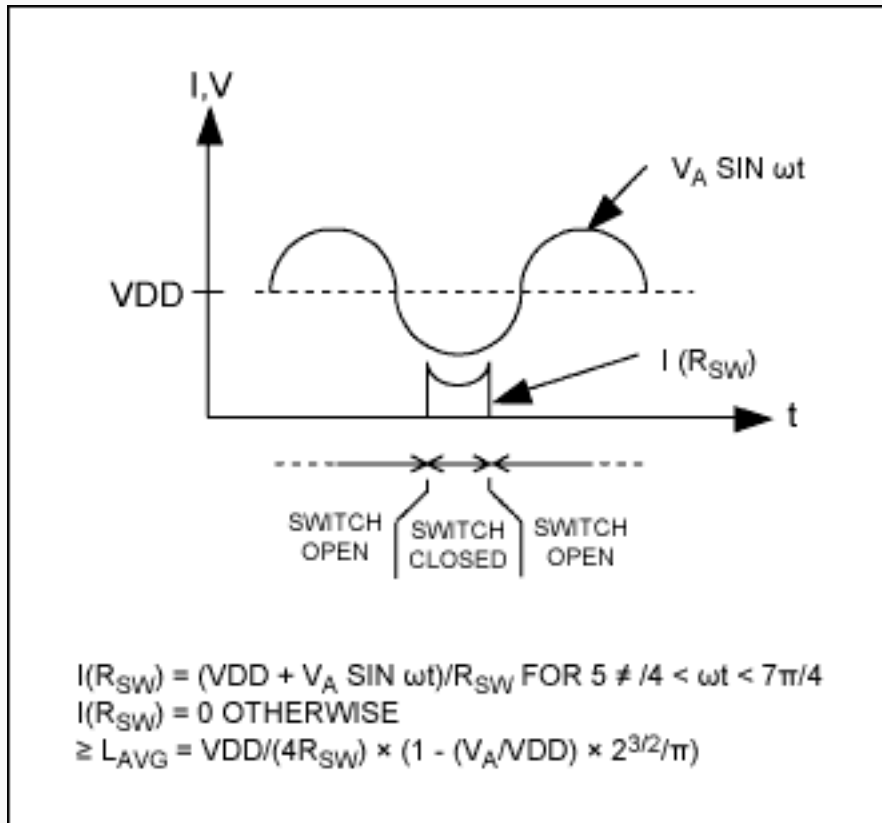 I,V
V_A SIN ωt
VDD
I (R_SW)
t
SWITCH OPEN
SWITCH CLOSED
SWITCH OPEN
I(R_SW) = (VDD + V_A SIN ωt)/R_SW FOR 5 ≠ /4 < ωt < 7π/4
I(R_SW) = 0 OTHERWISE
≥ L_AVG = VDD/(4R_SW) × (1 - (V_A/VDD) × 2^3/2/π)